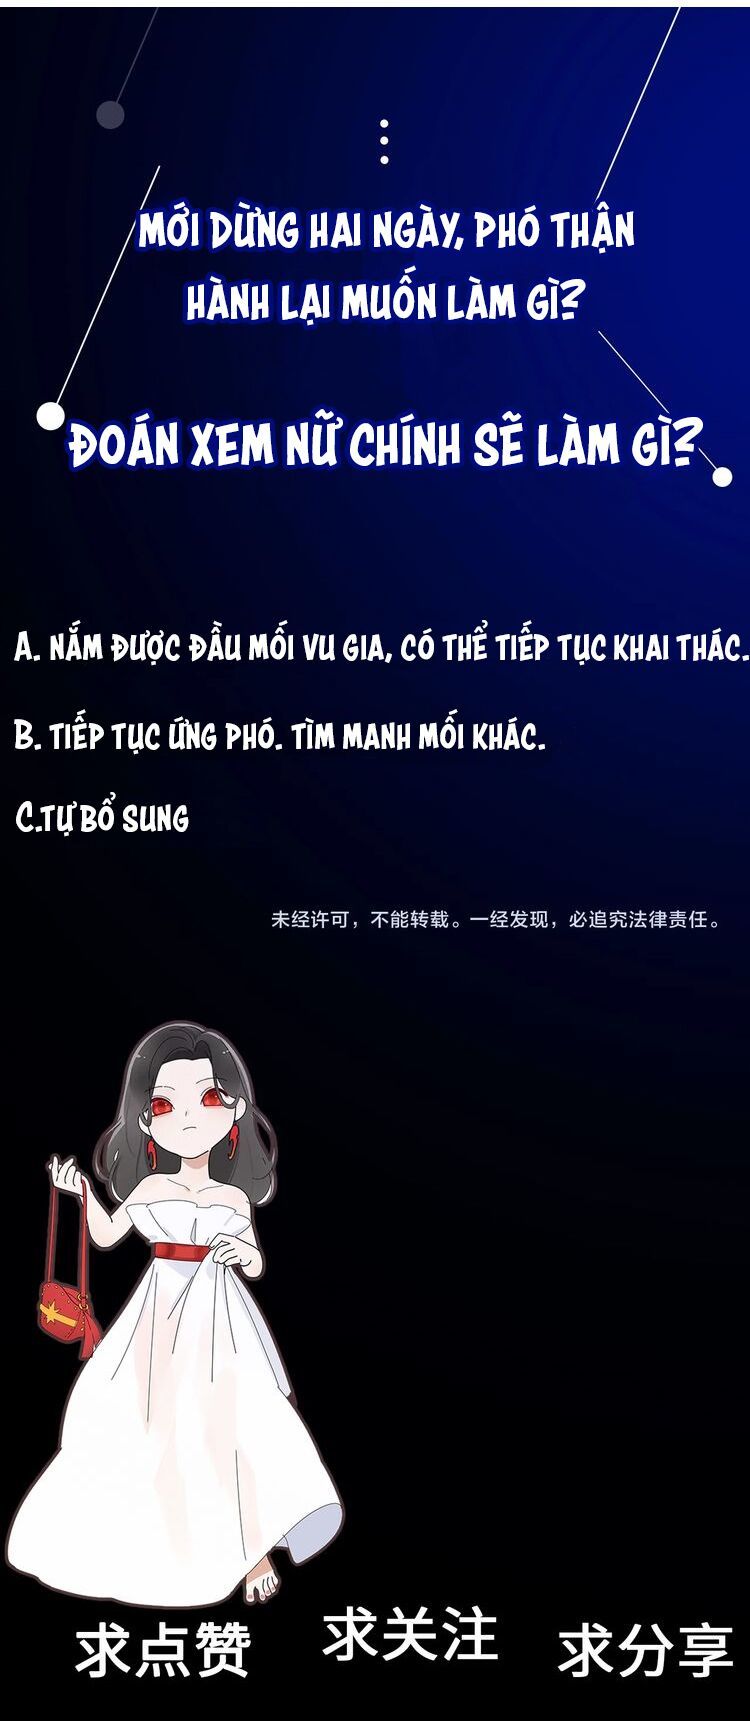 MỚI DỪNG HAI NGÀY, PHÓ THẬN
HÀNH LẠI MUỐN LÀM GÌ?
ĐOÁN XEM NỮ CHÍNH SẼ LÀM GÌ?
A. NẮM ĐƯỢC ĐẦU MỐI VU GIA, CÓ THỂ TIẾP TỤC KHAI THÁC.
B. TIẾP TỤC ỨNG PHÓ. TÌM MANH MỐI KHÁC.
C.TỰ BỔ SUNG
未经许可，不能转载。一经发现，必追究法律责任。
求点赞 求关注 求分享